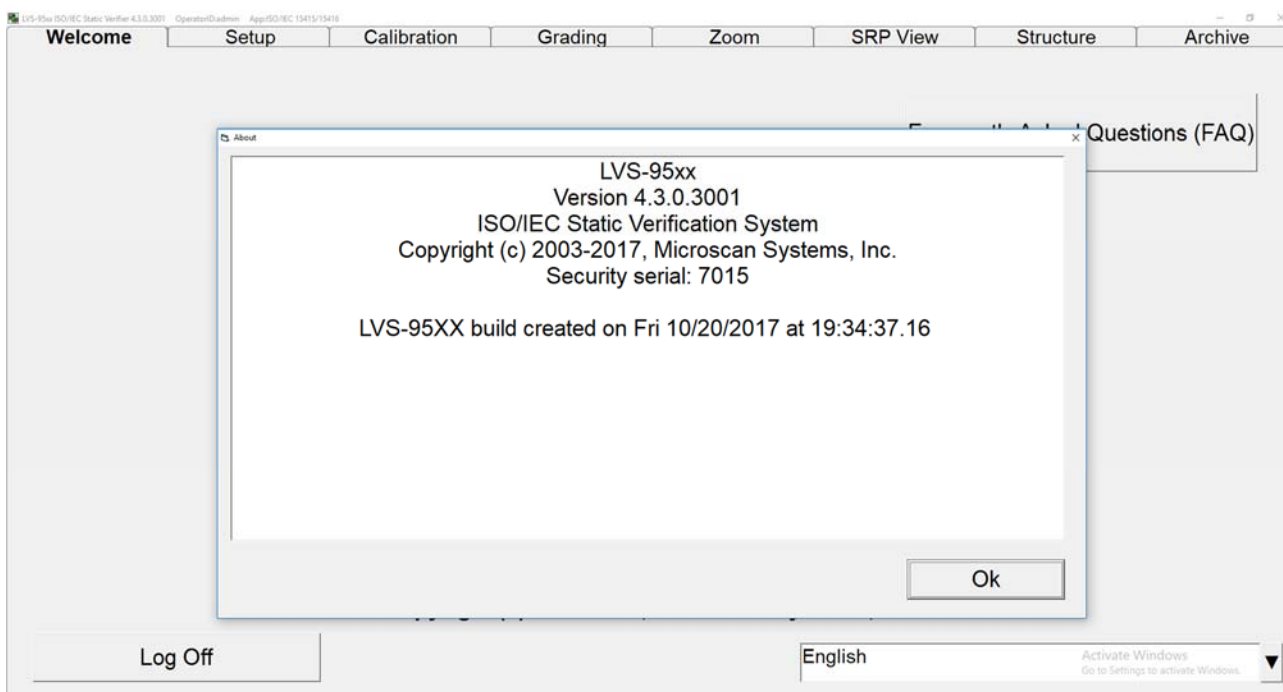 LVS-95xx ISO/IEC Static Verifier 4.3.0.3001 OperatorID:admin App:ISO/IEC 15415/15416
Welcome Setup Calibration Grading Zoom SRP View Structure Archive
Questions (FAQ)
About
LVS-95xx
Version 4.3.0.3001
ISO/IEC Static Verification System
Copyright (c) 2003-2017, Microscan Systems, Inc.
Security serial: 7015
LVS-95XX build created on Fri 10/20/2017 at 19:34:37.16
Ok
Log Off
English
Activate Windows
Go to Settings to activate Windows.